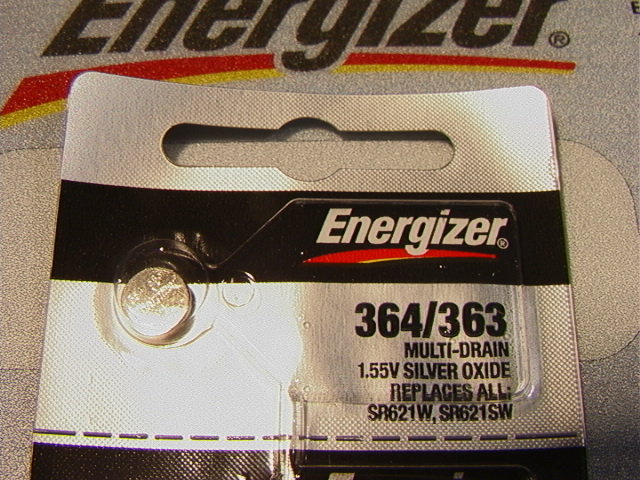 Energizer®
Energizer®
364/363
MULTI-DRAIN
1.55V SILVER OXIDE
REPLACES ALL:
SR621W, SR621SW